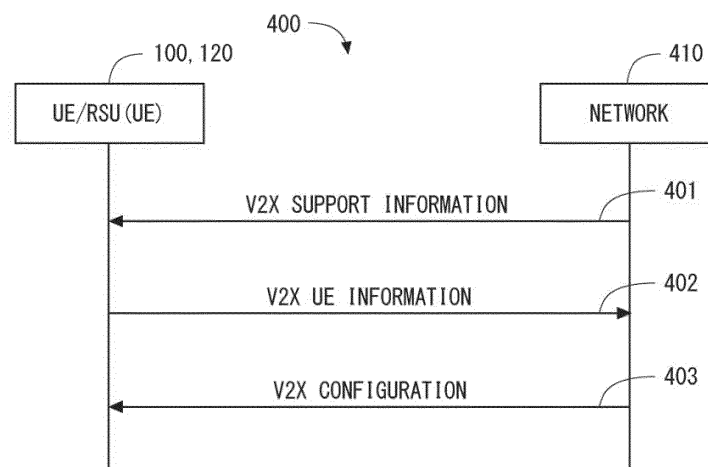 400
100, 120
410
UE/RSU(UE)
NETWORK
V2X SUPPORT INFORMATION
401
V2X UE INFORMATION
402
V2X CONFIGURATION
403